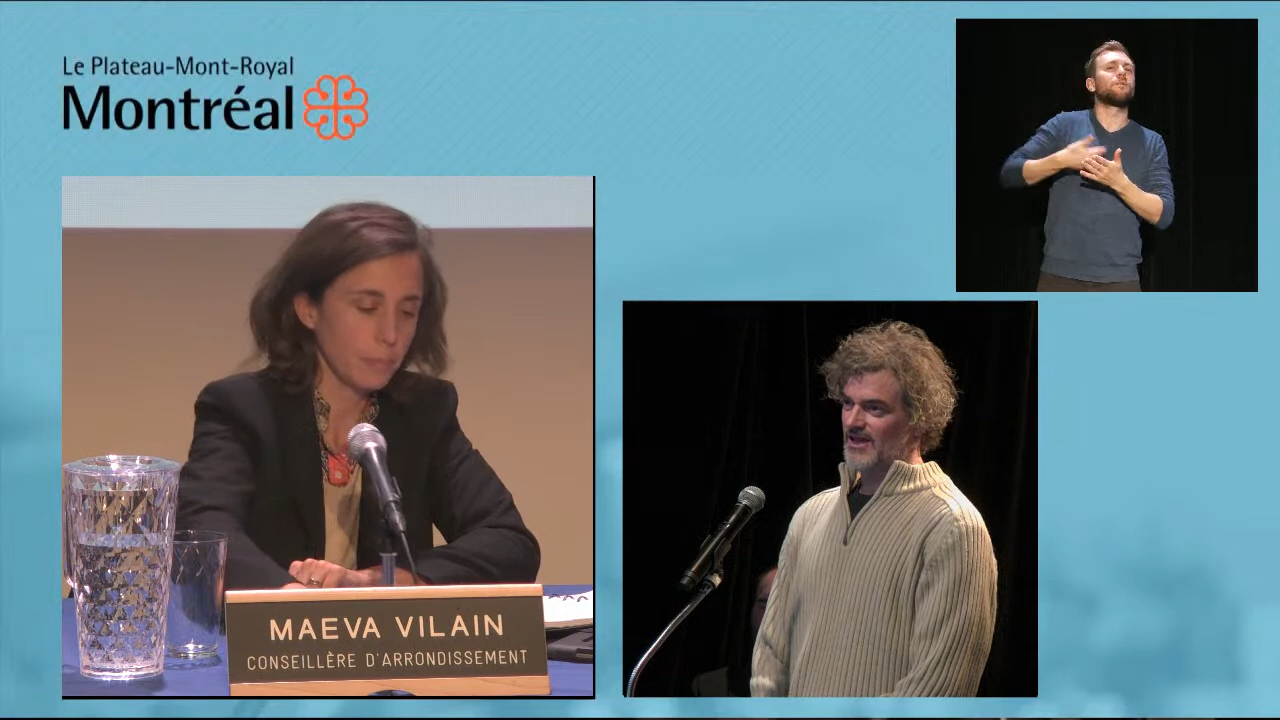 Le Plateau-Mont-Royal
Montréal
MAEVA VILAIN
CONSEILLÈRE D'ARRONDISSEMENT